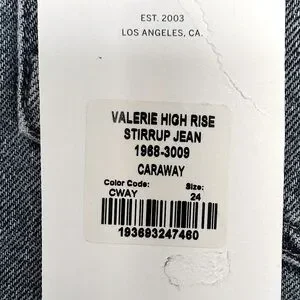 EST. 2003
LOS ANGELES, CA.
VALERIE HIGH RISE
STIRRUP JEAN
1968-3009
CARAWAY
Color Code: Size:
CWAY 24
193693247460